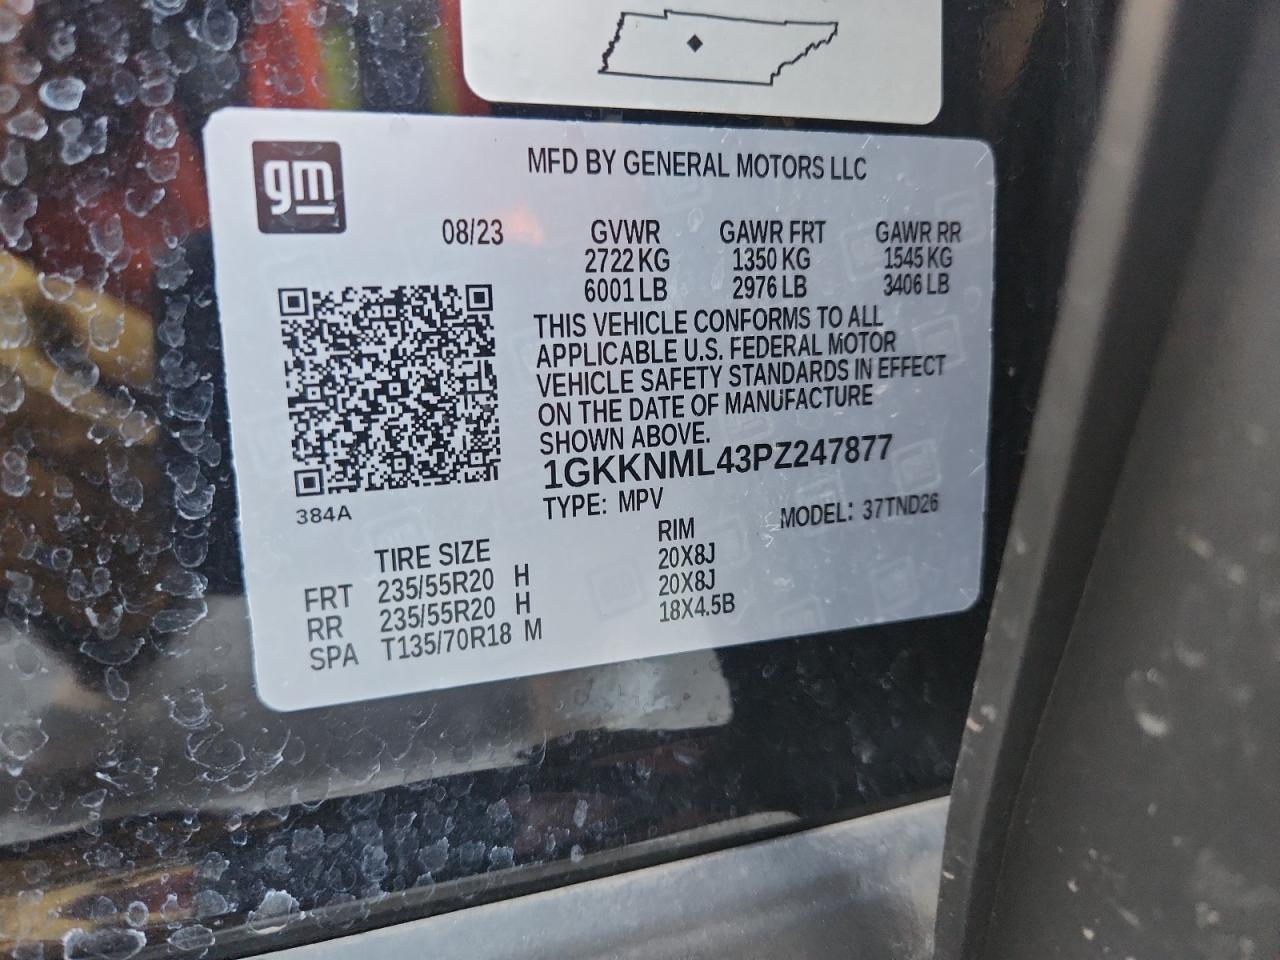 gm
MFD BY GENERAL MOTORS LLC
08/23 GVWR GAWR FRT GAWR RR
2722 KG 1350 KG 1545 KG
6001 LB 2976 LB 3406 LB
THIS VEHICLE CONFORMS TO ALL
APPLICABLE U.S. FEDERAL MOTOR
VEHICLE SAFETY STANDARDS IN EFFECT
ON THE DATE OF MANUFACTURE
SHOWN ABOVE.
1GKKNML43PZ247877
TYPE: MPV MODEL: 37TND26
384A
TIRE SIZE RIM
FRT 235/55R20 H 20X8J
RR 235/55R20 H 20X8J
SPA T135/70R18 M 18X4.5B